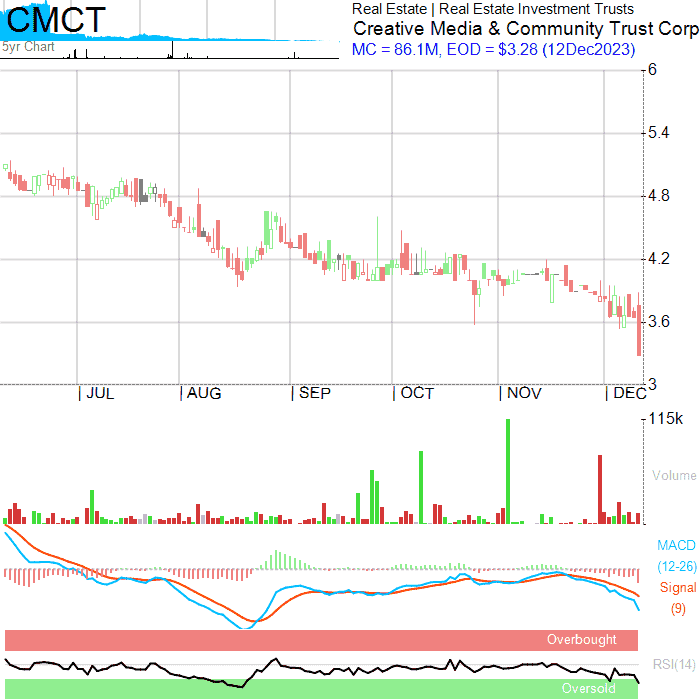 CMCT
5yr Chart
Real Estate | Real Estate Investment Trusts
Creative Media & Community Trust Corp
MC = 86.1M, EOD = $3.28 (12Dec2023)
6
5.4
4.8
4.2
3.6
3
| JUL
| AUG
| SEP
| OCT
| NOV
| DEC
115k
Volume
MACD
(12-26)
Signal
(9)
Overbought
RSI(14)
Oversold